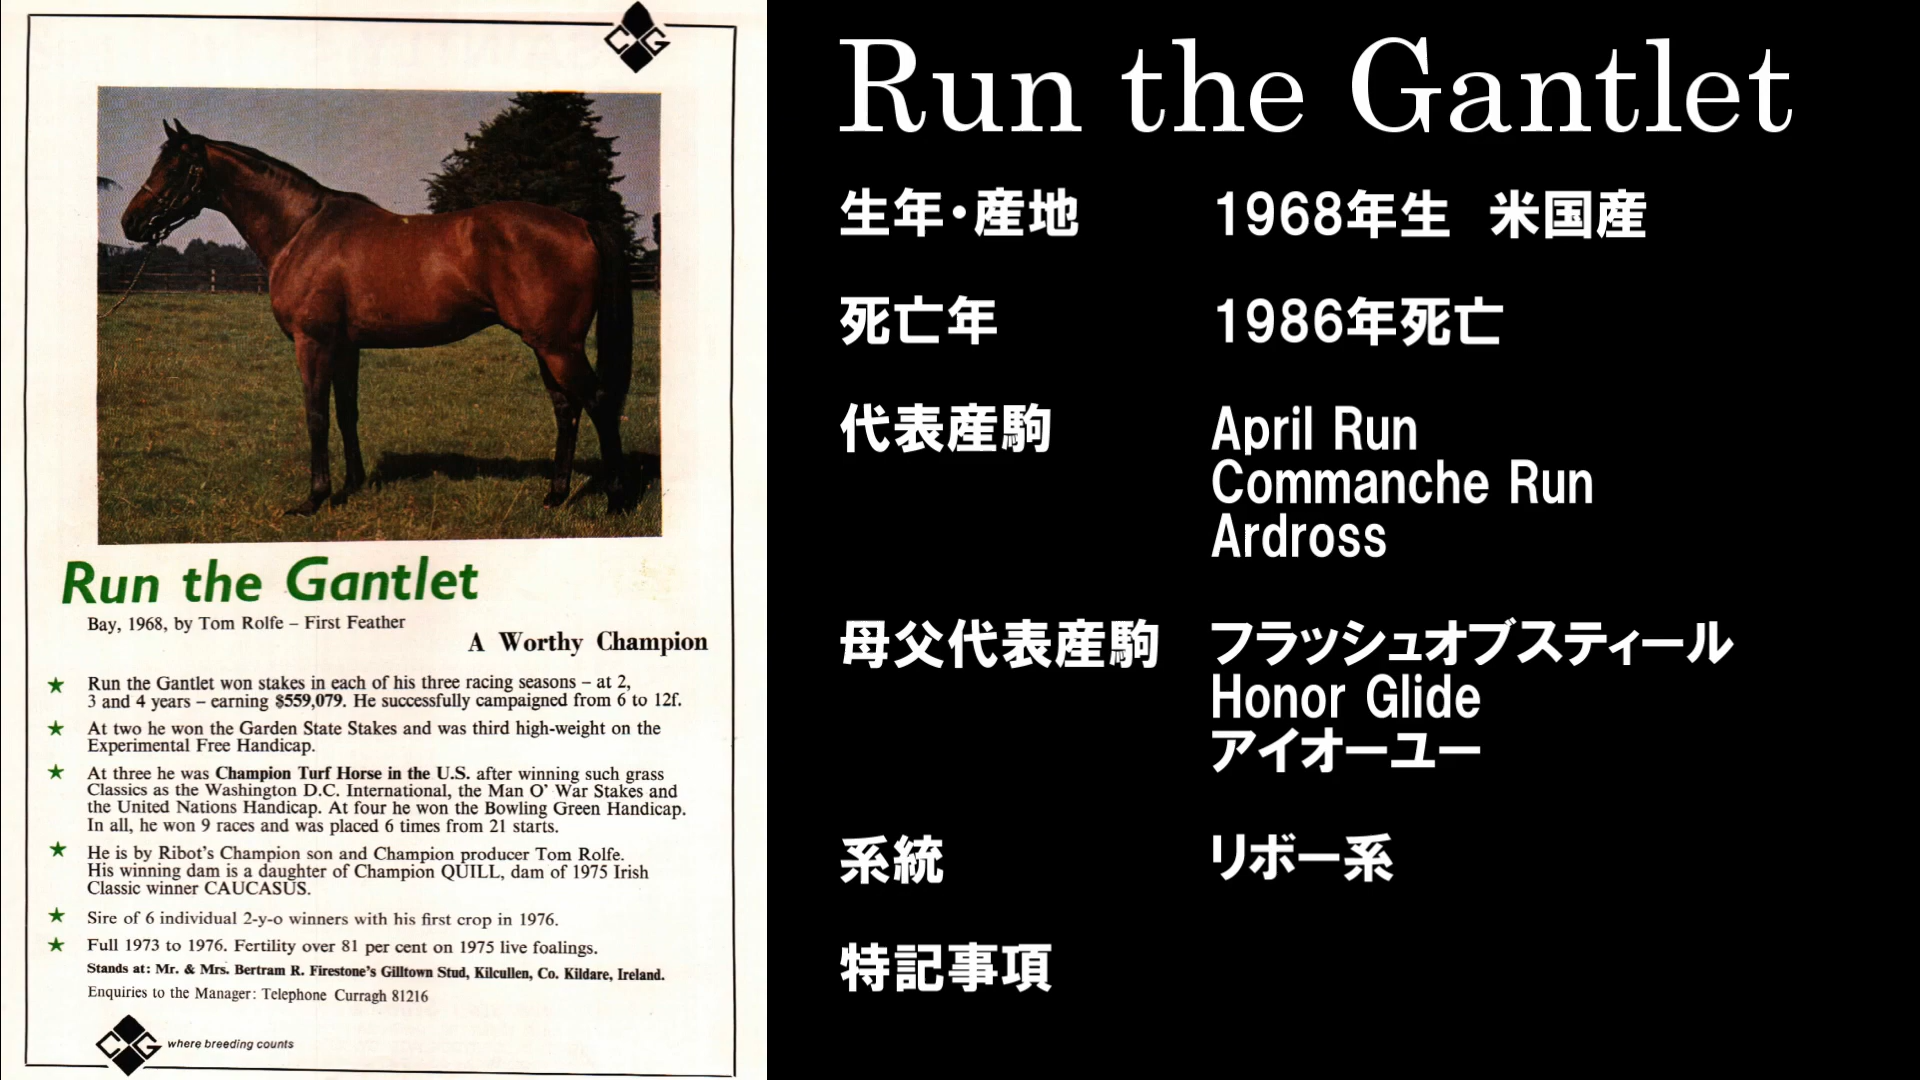 CG
Run the Gantlet
Bay, 1968, by Tom Rolfe – First Feather
A Worthy Champion
★ Run the Gantlet won stakes in each of his three racing seasons – at 2,
3 and 4 years – earning $559,079. He successfully campaigned from 6 to 12f.
★ At two he won the Garden State Stakes and was third high-weight on the
Experimental Free Handicap.
★ At three he was Champion Turf Horse in the U.S. after winning such grass
Classics as the Washington D.C. International, the Man O' War Stakes and
the United Nations Handicap. At four he won the Bowling Green Handicap.
In all, he won 9 races and was placed 6 times from 21 starts.
★ He is by Ribot's Champion son and Champion producer Tom Rolfe.
His winning dam is a daughter of Champion QUILL, dam of 1975 Irish
Classic winner CAUCASUS.
★ Sire of 6 individual 2-y-o winners with his first crop in 1976.
★ Full 1973 to 1976. Fertility over 81 per cent on 1975 live foalings.
Stands at: Mr. & Mrs. Bertram R. Firestone's Gilltown Stud, Kilcullen, Co. Kildare, Ireland.
Enquiries to the Manager: Telephone Curragh 81216
CG where breeding counts
Run the Gantlet
生年・産地 1968年生 米国産
死亡年 1986年死亡
代表産駒 April Run
Commanche Run
Ardross
母父代表産駒 フラッシュオブスティール
Honor Glide
アイオーユー
系統 リボー系
特記事項